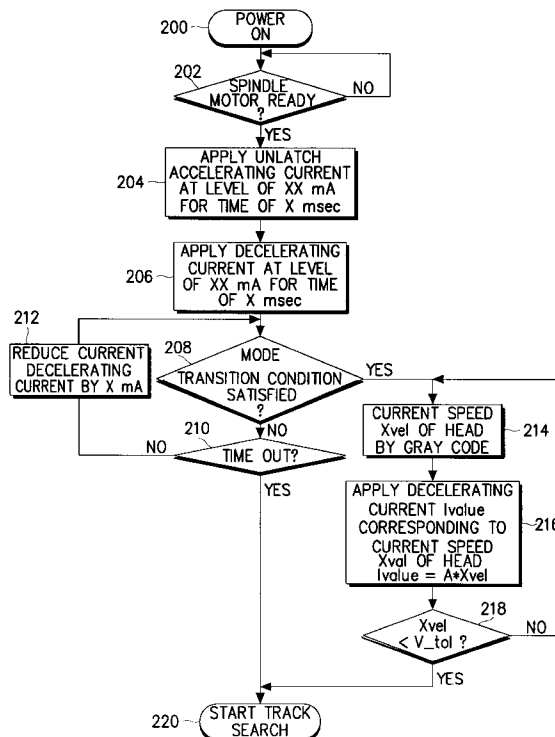 200
POWER
ON
202
SPINDLE
MOTOR READY
?
NO
YES
204
APPLY UNLATCH
ACCELERATING CURRENT
AT LEVEL OF XX mA
FOR TIME OF X msec
206
APPLY DECELERATING
CURRENT AT LEVEL
OF XX mA FOR TIME
OF X msec
212
REDUCE CURRENT
DECELERATING
CURRENT BY X mA
208
MODE
TRANSITION CONDITION
SATISFIED
?
YES
NO
210
TIME OUT?
NO
YES
CURRENT SPEED
Xvel OF HEAD
BY GRAY CODE
214
APPLY DECELERATING
CURRENT Ivalue
CORRESPONDING TO
CURRENT SPEED
Xval OF HEAD
Ivalue = A*Xvel
216
218
Xvel
< V_tol ?
NO
YES
220
START TRACK
SEARCH